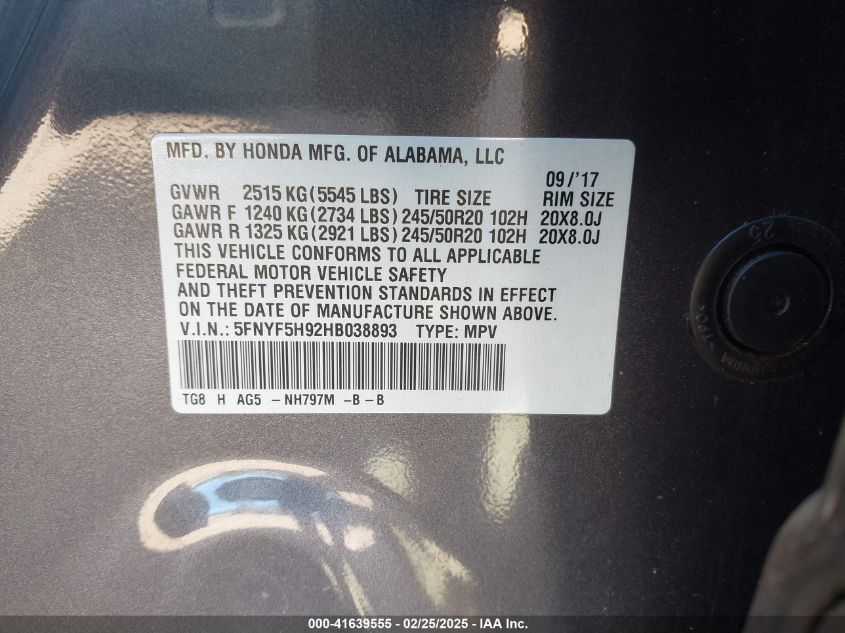 MFD. BY HONDA MFG. OF ALABAMA, LLC
09/'17
GVWR 2515 KG(5545 LBS) TIRE SIZE RIM SIZE
GAWR F 1240 KG(2734 LBS)245/50R20 102H 20X8.0J
GAWR R 1325 KG(2921 LBS)245/50R20 102H 20X8.0J
THIS VEHICLE CONFORMS TO ALL APPLICABLE
FEDERAL MOTOR VEHICLE SAFETY
AND THEFT PREVENTION STANDARDS IN EFFECT
ON THE DATE OF MANUFACTURE SHOWN ABOVE.
V.I.N.: 5FNYF5H92HB038893 TYPE: MPV
TG8 H AG5 -NH797M -B-B
25
HONDA
000-41639555 - 02/25/2025 - IAA Inc.